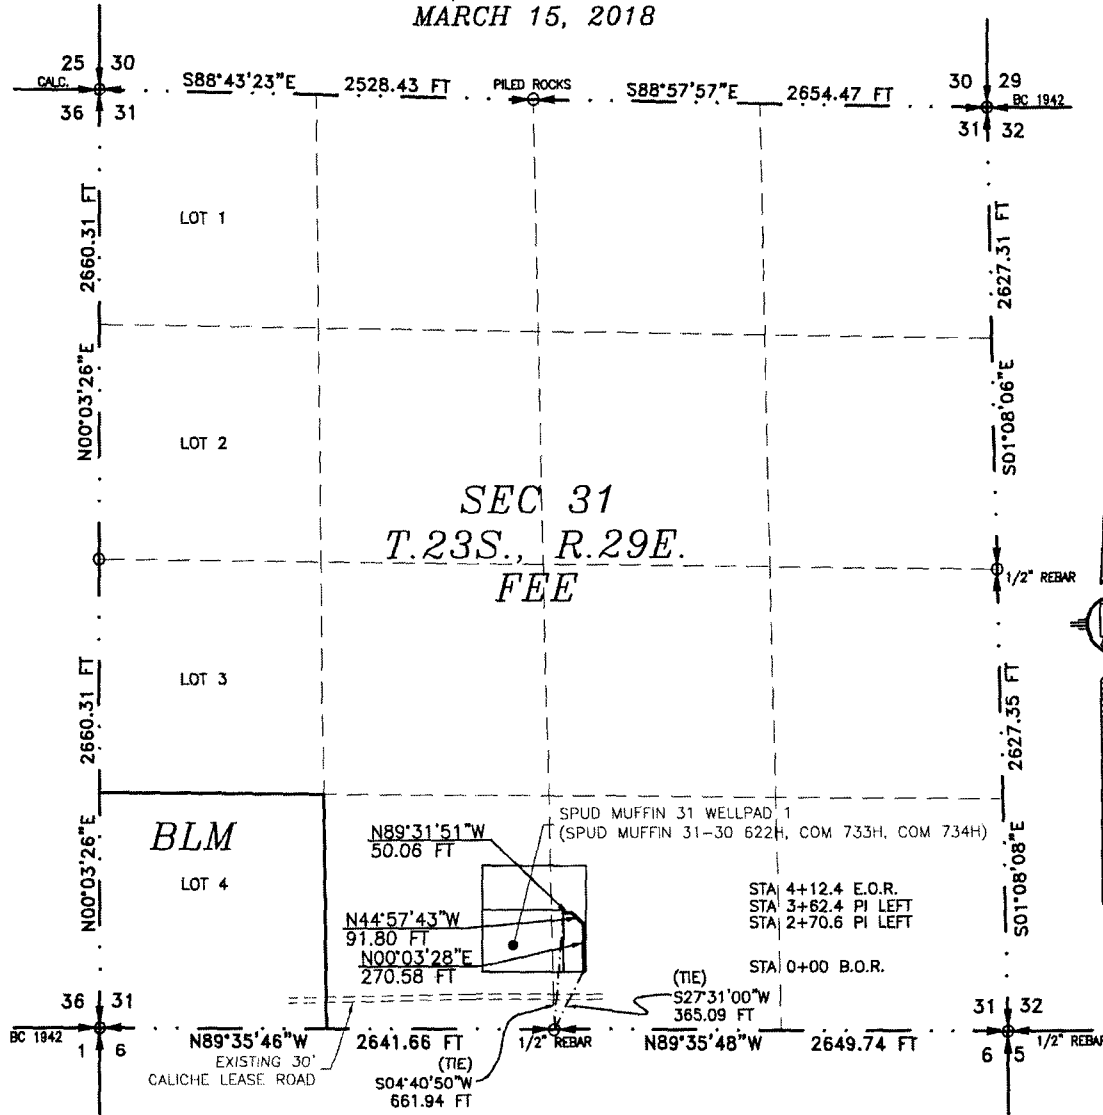 MARCH 15, 2018
25 30
CALC.
36 31
S88°43'23"E 2528.43 FT
PILED ROCKS
S88°57'57"E 2654.47 FT
30 29
BC 1942
31 32
2660.31 FT
LOT 1
2627.31 FT
N00°03'26"E
LOT 2
S01°08'06"E
SEC 31
T.23S., R.29E.
FEE
1/2" REBAR
2660.31 FT
LOT 3
2627.35 FT
BLM
LOT 4
N00°03'26"E
SPUD MUFFIN 31 WELLPAD 1
(SPUD MUFFIN 31-30 622H, COM 733H, COM 734H)
N89°31'51"W
50.06 FT
N44°57'43"W
91.80 FT
N00°03'28"E
270.58 FT
STA 4+12.4 E.O.R.
STA 3+62.4 PI LEFT
STA 2+70.6 PI LEFT
STA 0+00 B.O.R.
S01°08'08"E
(TIE)
S27°31'00"W
365.09 FT
36 31
BC 1942
1 6
N89°35'46"W 2641.66 FT
1/2" REBAR
N89°35'48"W 2649.74 FT
31 32
6 5
1/2" REBAR
EXISTING 30'
CALICHE LEASE ROAD
(TIE)
S04°40'50"W
661.94 FT